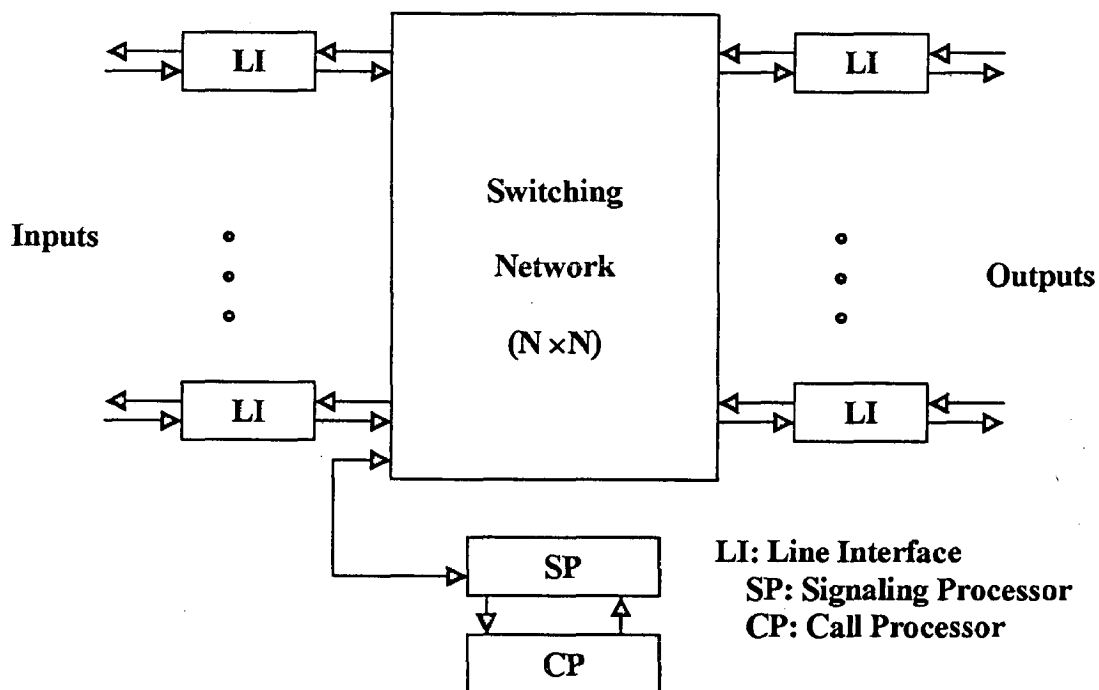 LI
LI
Switching
Inputs
Network
Outputs
(N ×N)
LI
LI
SP
LI: Line Interface
SP: Signaling Processor
CP: Call Processor
CP